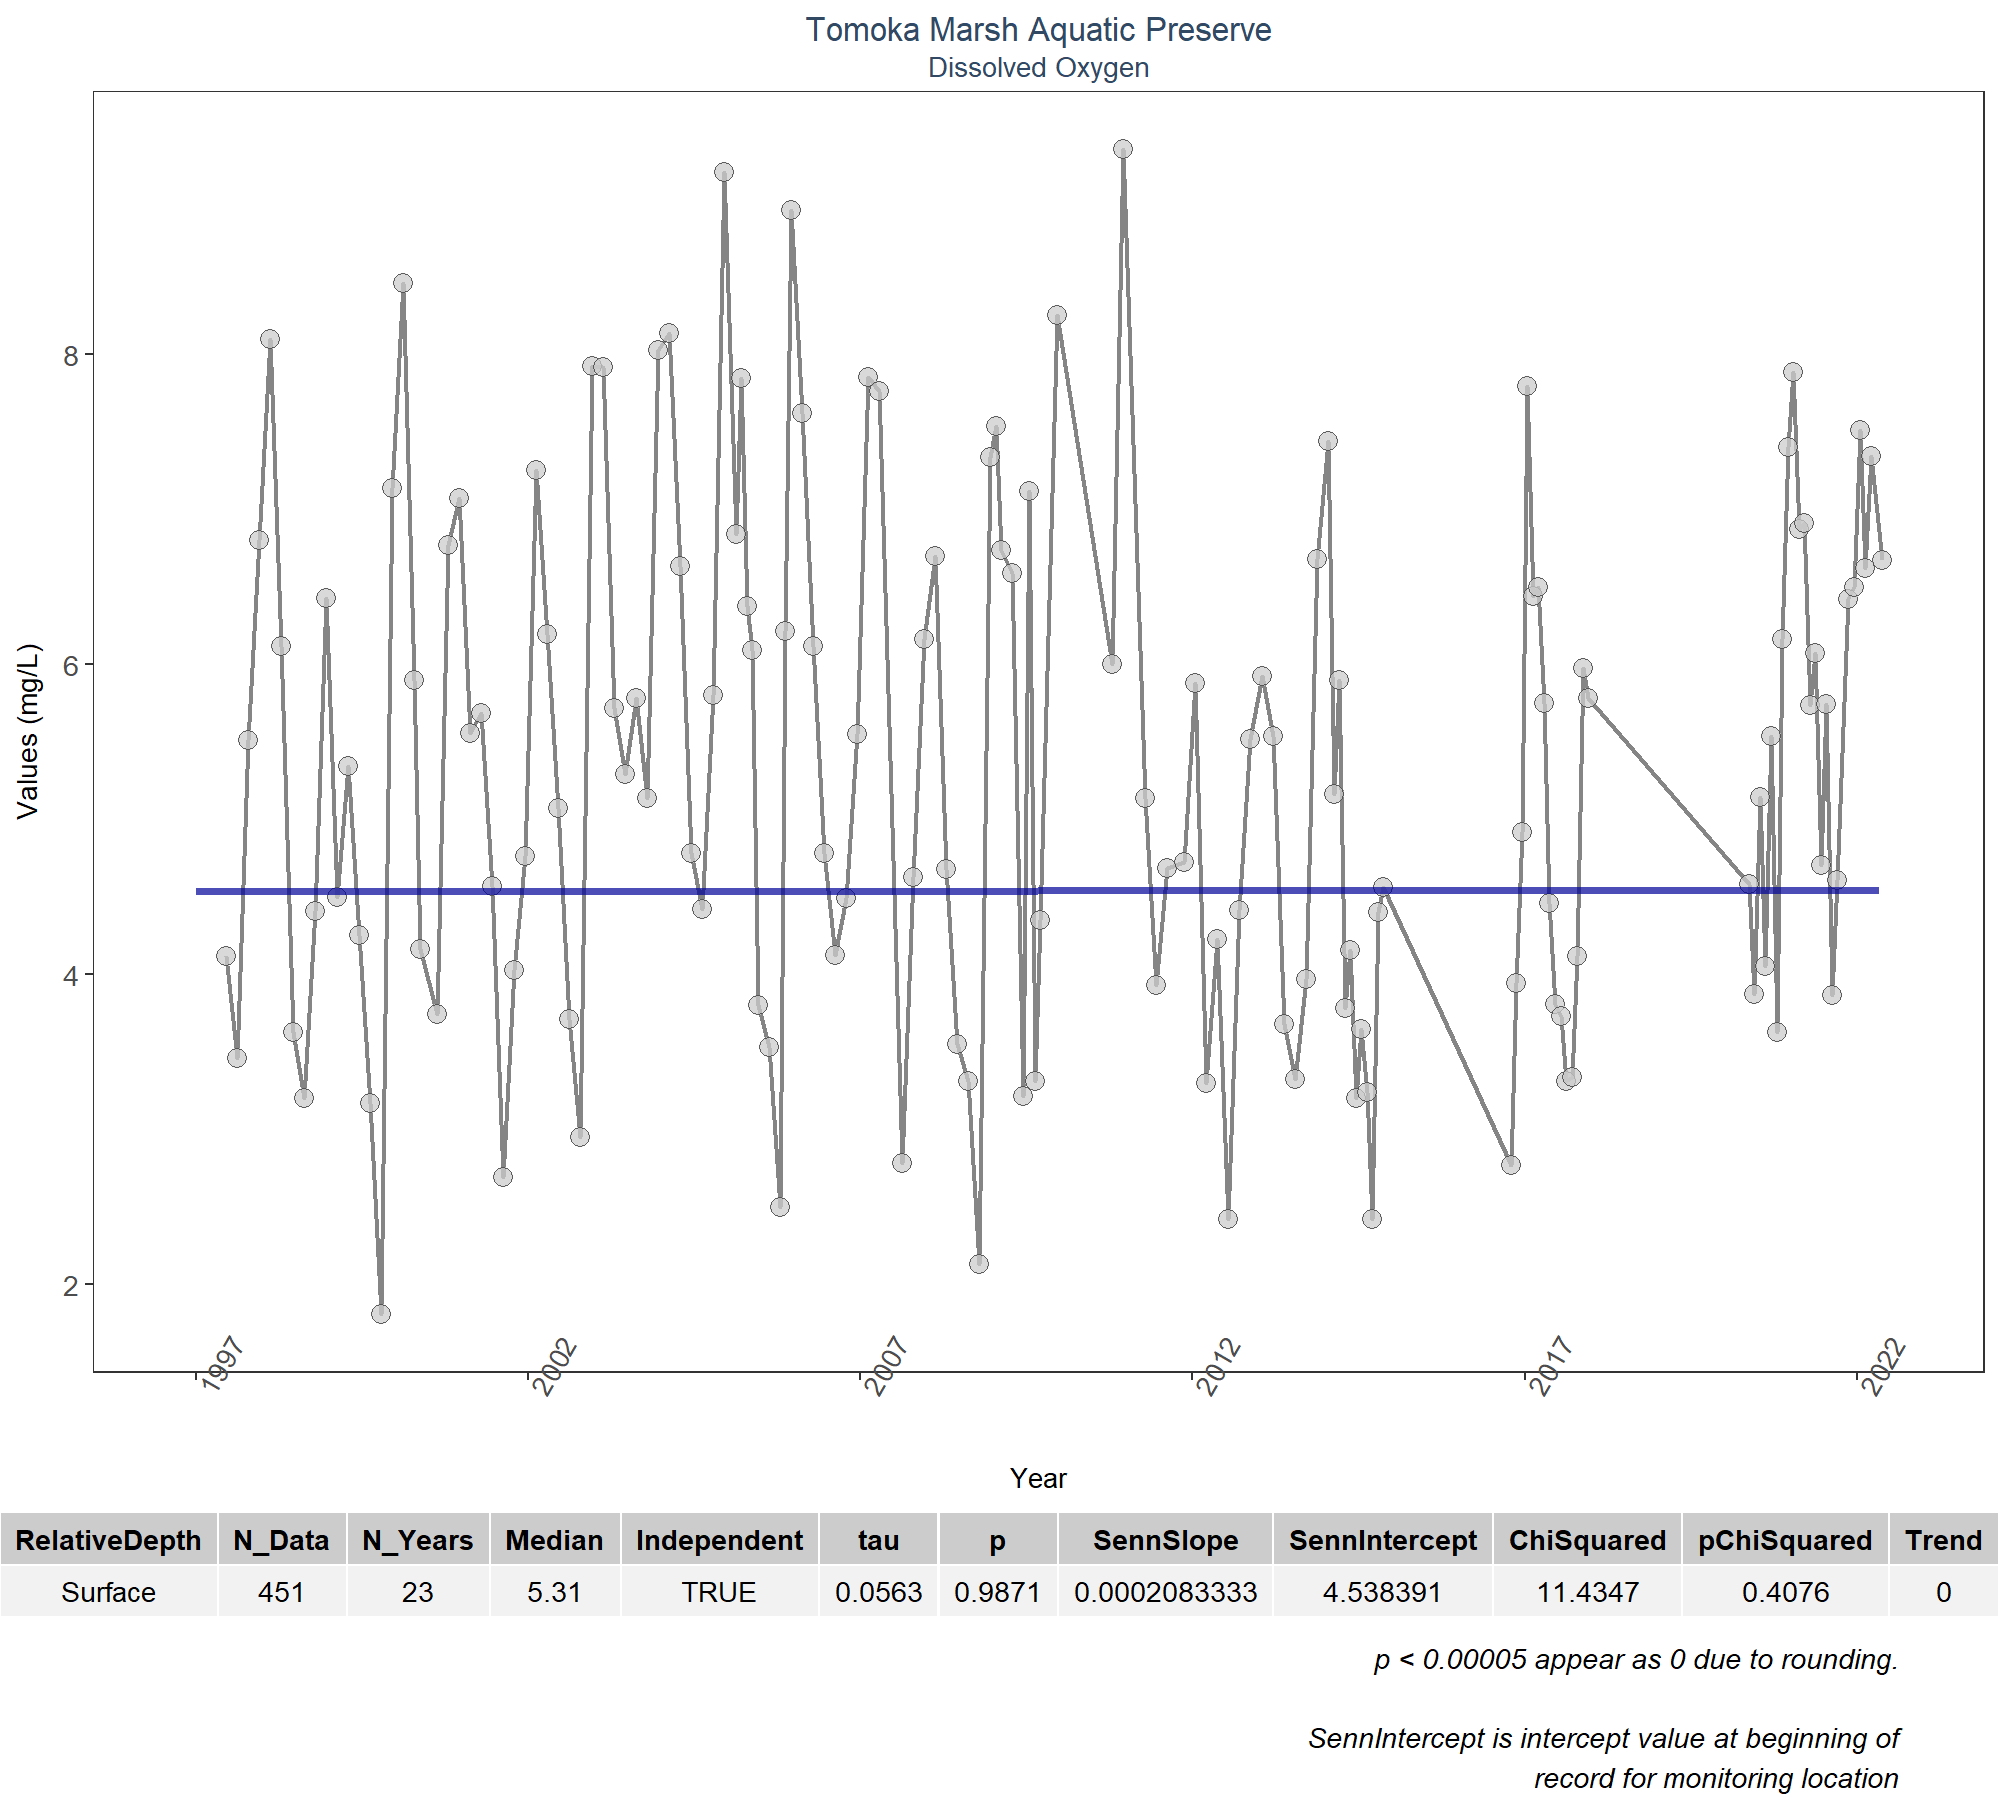 Tomoka Marsh Aquatic Preserve
Dissolved Oxygen
Values (mg/L)
8
6
4
2
1997
2002
2007
2012
2017
2022
Year
RelativeDepth N_Data N_Years Median Independent tau p SennSlope SennIntercept ChiSquared pChiSquared Trend
Surface 451 23 5.31 TRUE 0.0563 0.9871 0.0002083333 4.538391 11.4347 0.4076 0
p < 0.00005 appear as 0 due to rounding.
SennIntercept is intercept value at beginning of
record for monitoring location